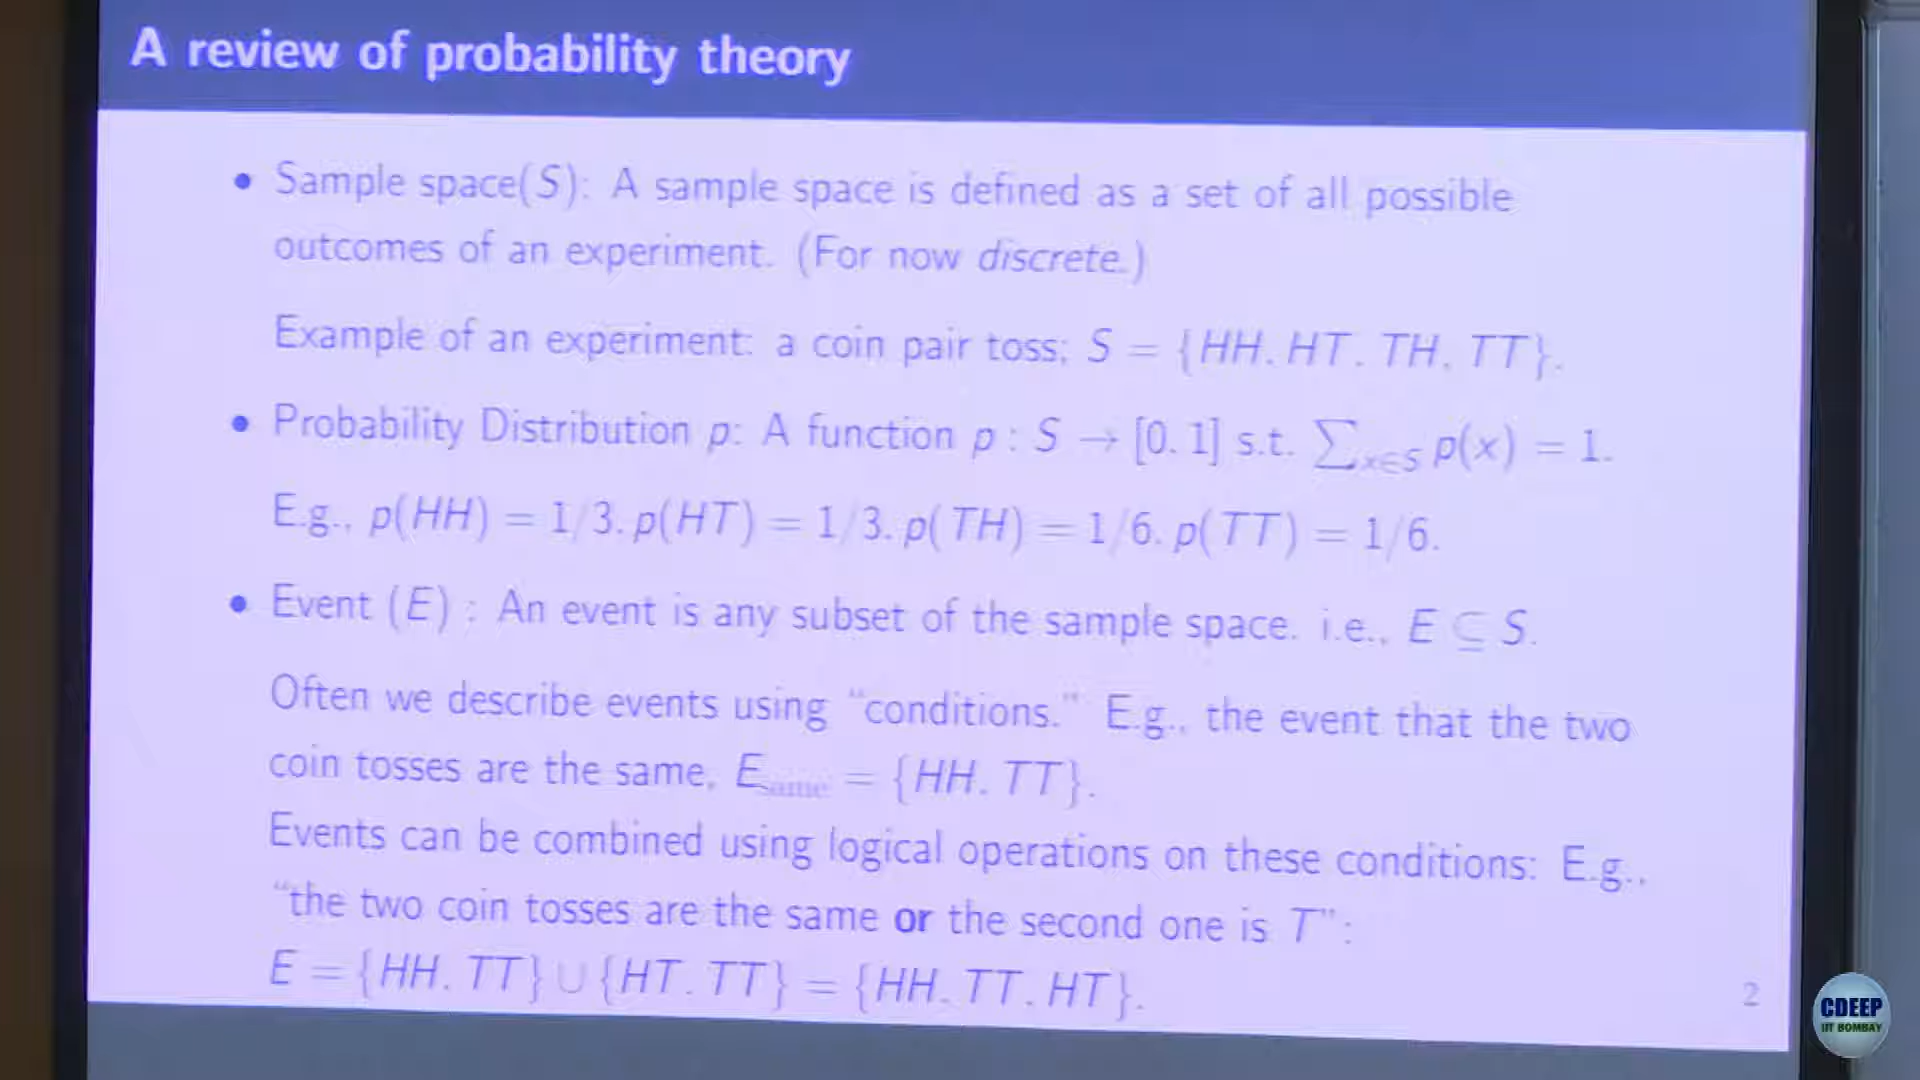 A review of probability theory
• Sample space(S): A sample space is defined as a set of all possible
outcomes of an experiment. (For now discrete.)
Example of an experiment: a coin pair toss; S = {HH, HT, TH, TT}.
• Probability Distribution p: A function p : S → [0, 1] s.t. ∑x∈S p(x) = 1.
E.g., p(HH) = 1/3, p(HT) = 1/3, p(TH) = 1/6, p(TT) = 1/6.
• Event (E) : An event is any subset of the sample space. i.e., E ⊆ S.
Often we describe events using “conditions.” E.g., the event that the two
coin tosses are the same, Esame = {HH, TT}.
Events can be combined using logical operations on these conditions: E.g.,
“the two coin tosses are the same or the second one is T”:
E = {HH, TT} ∪ {HT, TT} = {HH, TT, HT}.
2
CDEEP
IIT BOMBAY